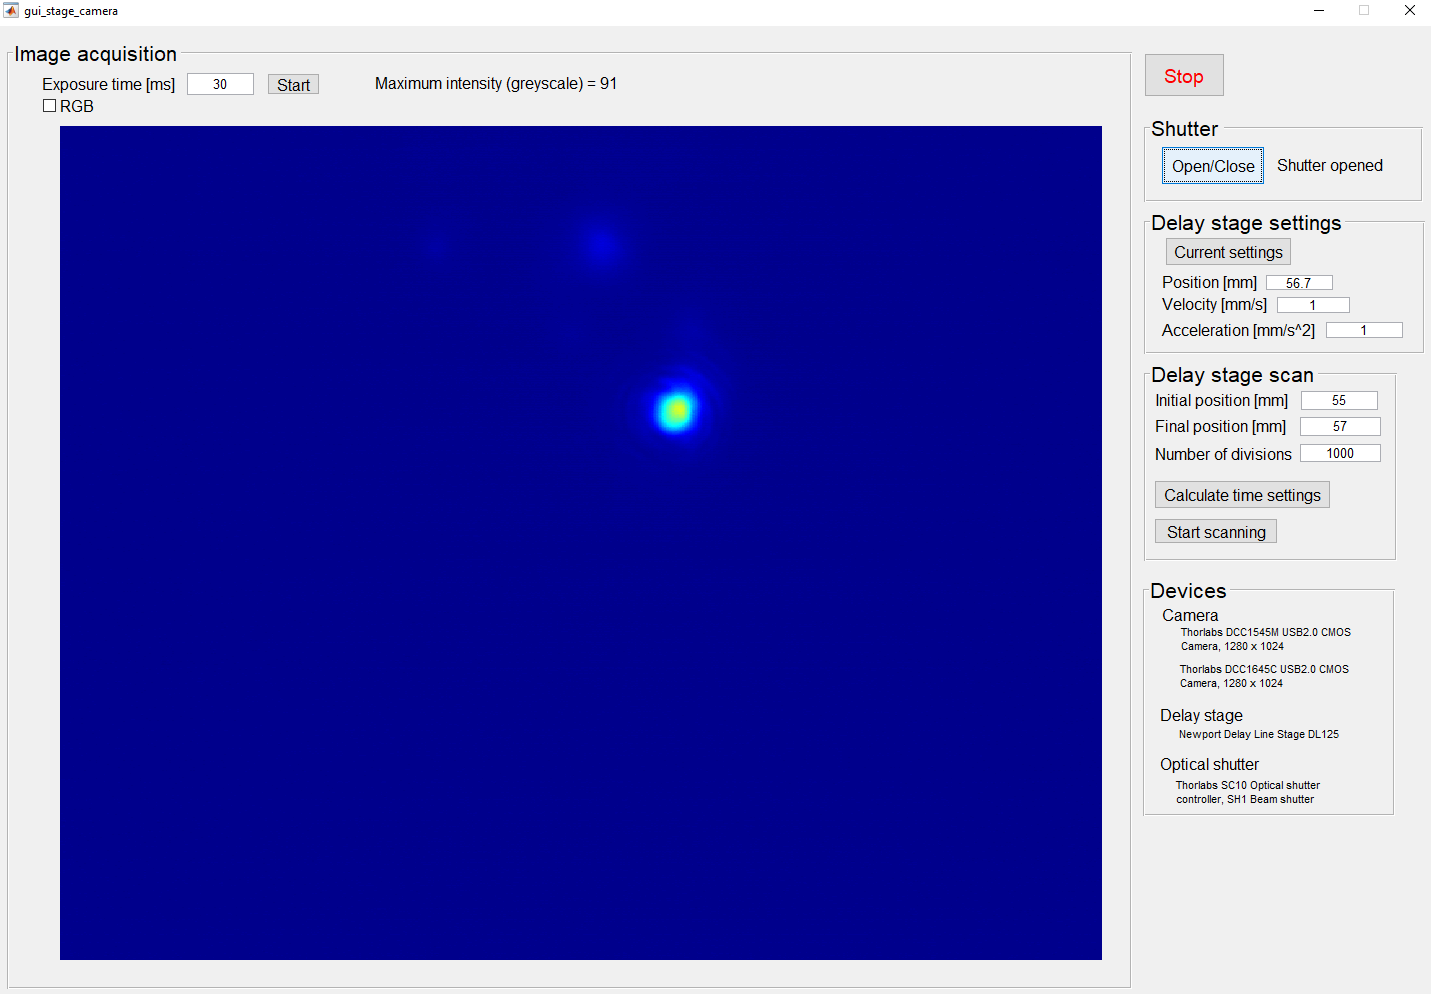 gui_stage_camera
Image acquisition
Exposure time [ms] 30 Start Maximum intensity (greyscale) = 91
RGB
Stop
Shutter
Open/Close Shutter opened
Delay stage settings
Current settings
Position [mm] 56.7
Velocity [mm/s] 1
Acceleration [mm/s^2] 1
Delay stage scan
Initial position [mm] 55
Final position [mm] 57
Number of divisions 1000
Calculate time settings
Start scanning
Devices
Camera
Thorlabs DCC1545M USB2.0 CMOS
Camera, 1280 x 1024
Thorlabs DCC1645C USB2.0 CMOS
Camera, 1280 x 1024
Delay stage
Newport Delay Line Stage DL125
Optical shutter
Thorlabs SC10 Optical shutter
controller, SH1 Beam shutter